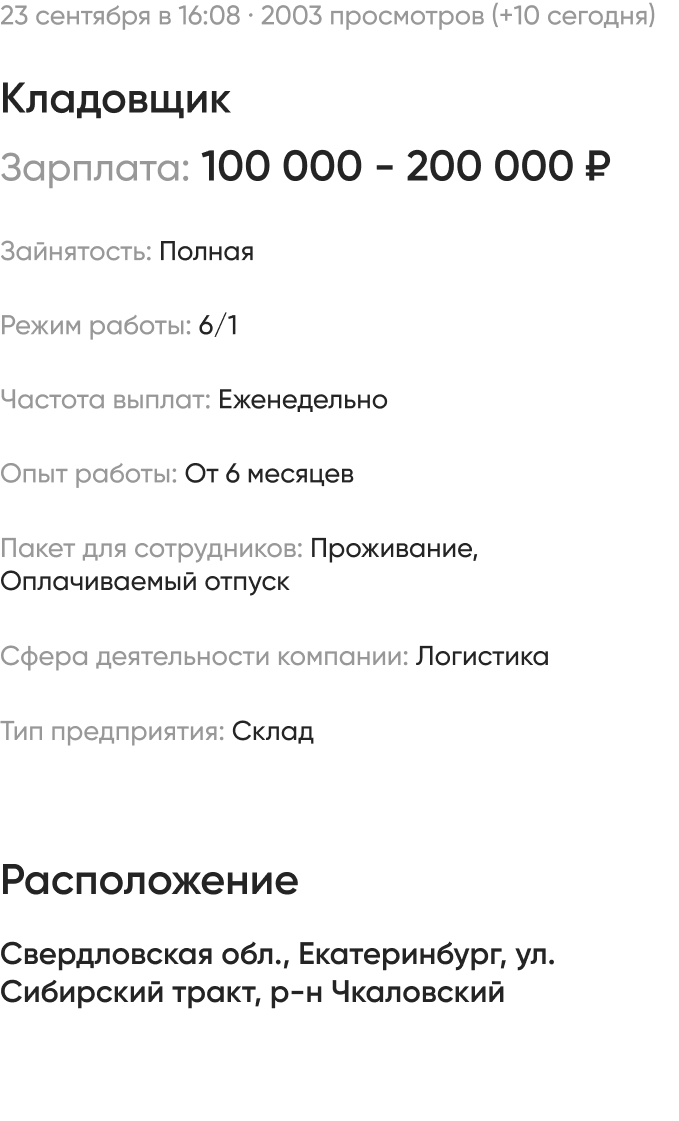 23 сентября в 16:08 · 2003 просмотров (+10 сегодня)
Кладовщик
Зарплата: 100 000 - 200 000 ₽
Зайнятость: Полная
Режим работы: 6/1
Частота выплат: Еженедельно
Опыт работы: От 6 месяцев
Пакет для сотрудников: Проживание,
Оплачиваемый отпуск
Сфера деятельности компании: Логистика
Тип предприятия: Склад
Расположение
Свердловская обл., Екатеринбург, ул.
Сибирский тракт, р-н Чкаловский